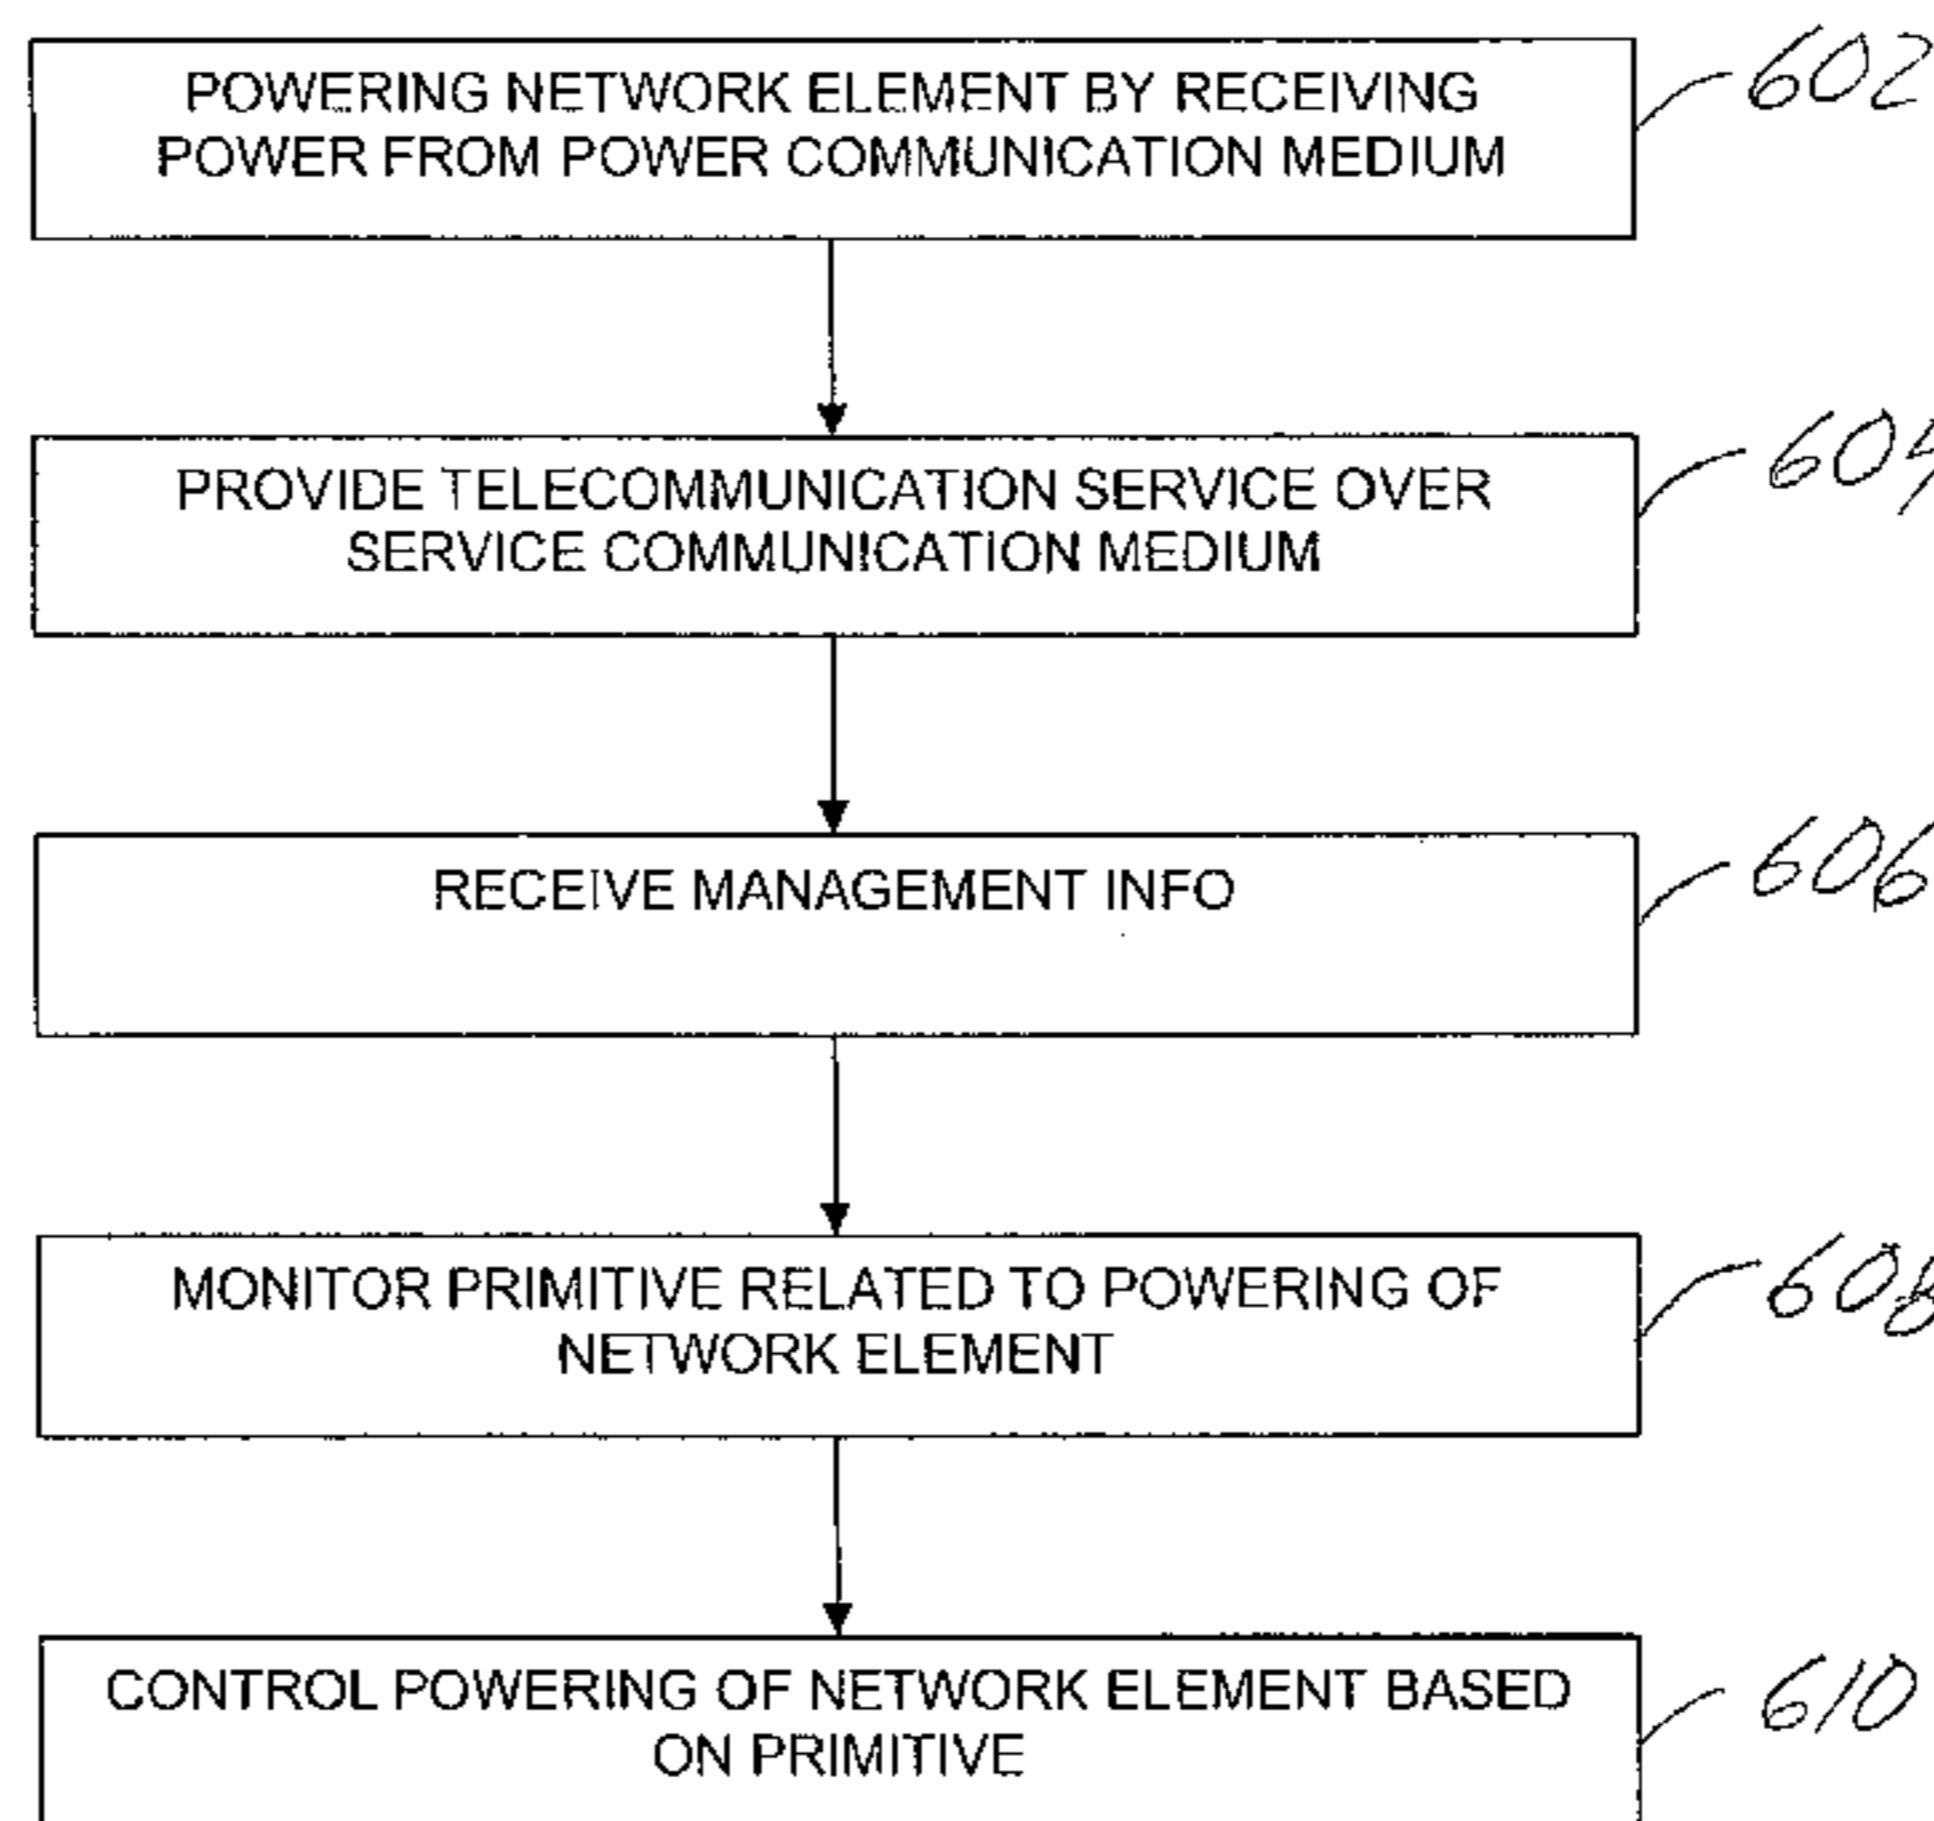 POWERING NETWORK ELEMENT BY RECEIVING
POWER FROM POWER COMMUNICATION MEDIUM
602
PROVIDE TELECOMMUNICATION SERVICE OVER
SERVICE COMMUNICATION MEDIUM
604
RECEIVE MANAGEMENT INFO
606
MONITOR PRIMITIVE RELATED TO POWERING OF
NETWORK ELEMENT
608
CONTROL POWERING OF NETWORK ELEMENT BASED
ON PRIMITIVE
610